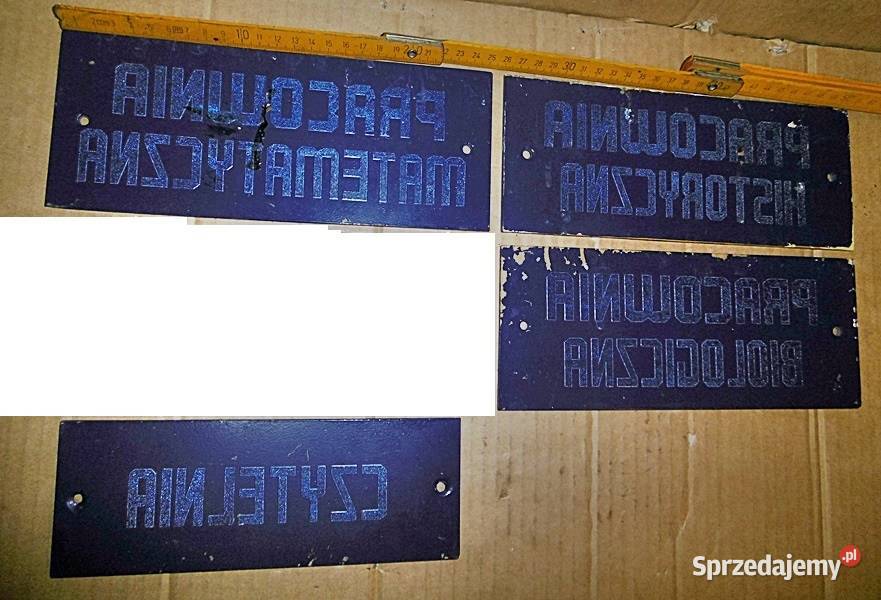 PRACOWNIA
MATEMATYCZNA
PRACOWNIA
HISTORYCZNA
PRACOWNIA
BIOLOGICZNA
CZYTELNIA
Sprzedajemy.pl